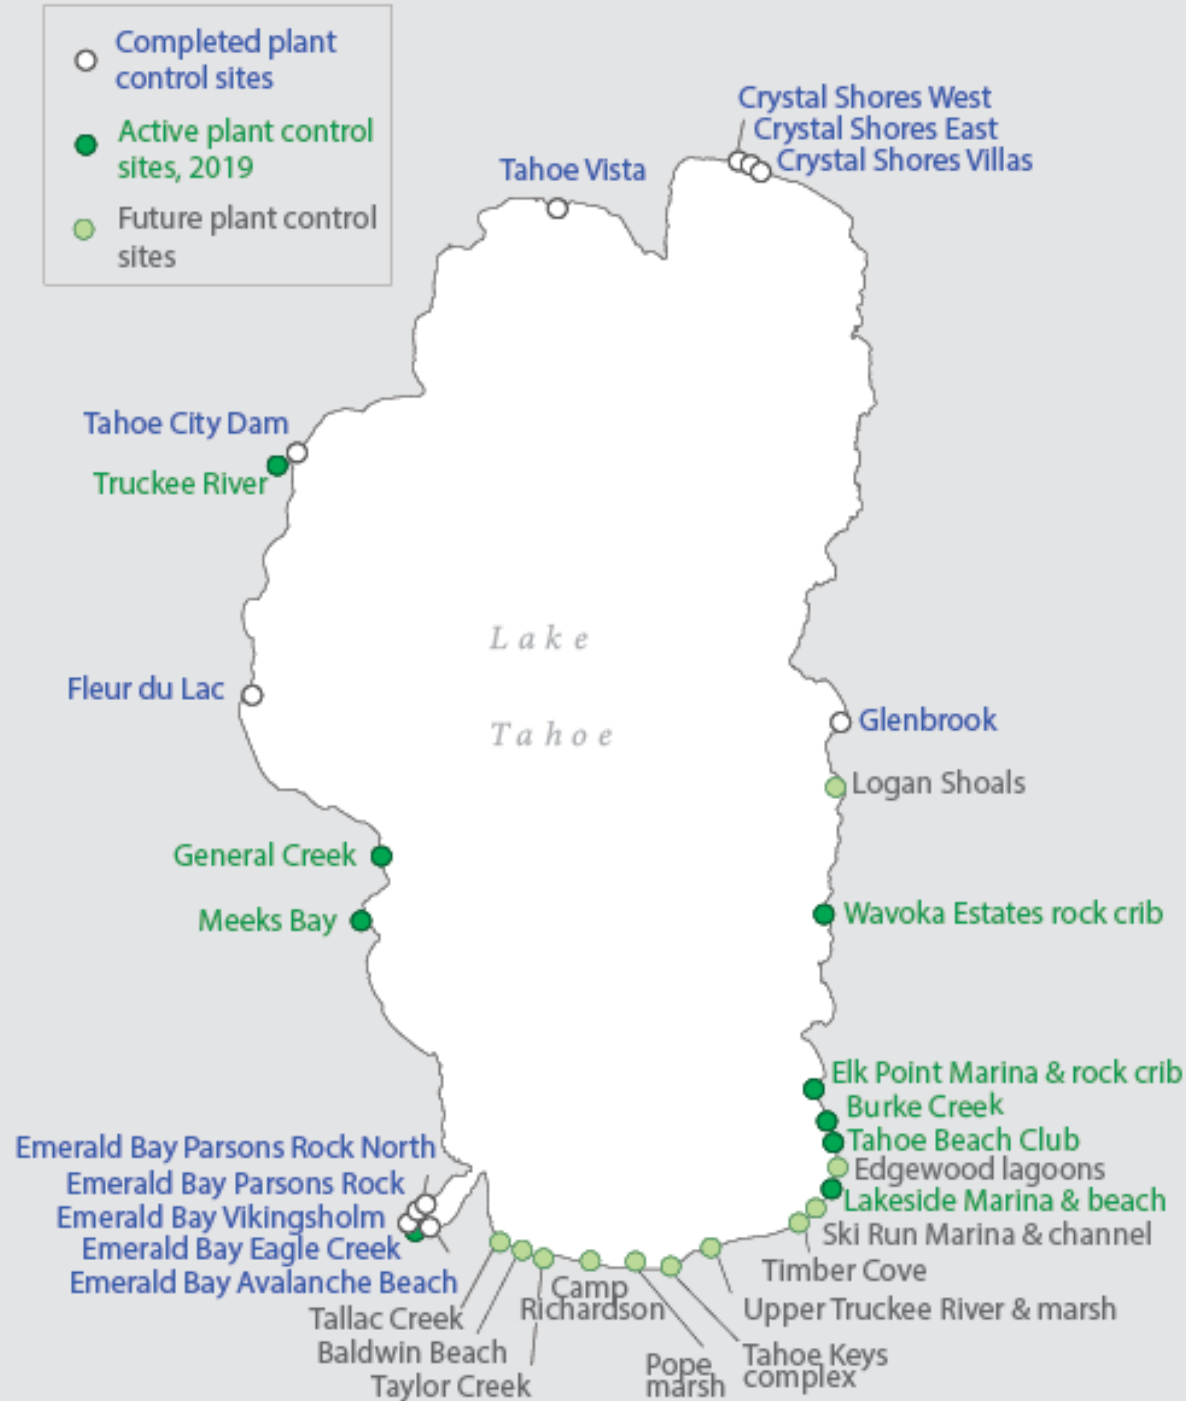 Completed plant
control sites
Active plant control
sites, 2019
Future plant control
sites
Crystal Shores West
Crystal Shores East
Crystal Shores Villas
Tahoe Vista
Tahoe City Dam
Truckee River
Lake
Tahoe
Fleur du Lac
Glenbrook
Logan Shoals
General Creek
Meeks Bay
Wavoka Estates rock crib
Elk Point Marina & rock crib
Burke Creek
Tahoe Beach Club
Edgewood lagoons
Lakeside Marina & beach
Ski Run Marina & channel
Timber Cove
Upper Truckee River & marsh
Emerald Bay Parsons Rock North
Emerald Bay Parsons Rock
Emerald Bay Vikingsholm
Emerald Bay Eagle Creek
Emerald Bay Avalanche Beach
Tallac Creek
Baldwin Beach
Taylor Creek
Camp
Richardson
Pope
marsh
Tahoe Keys
complex